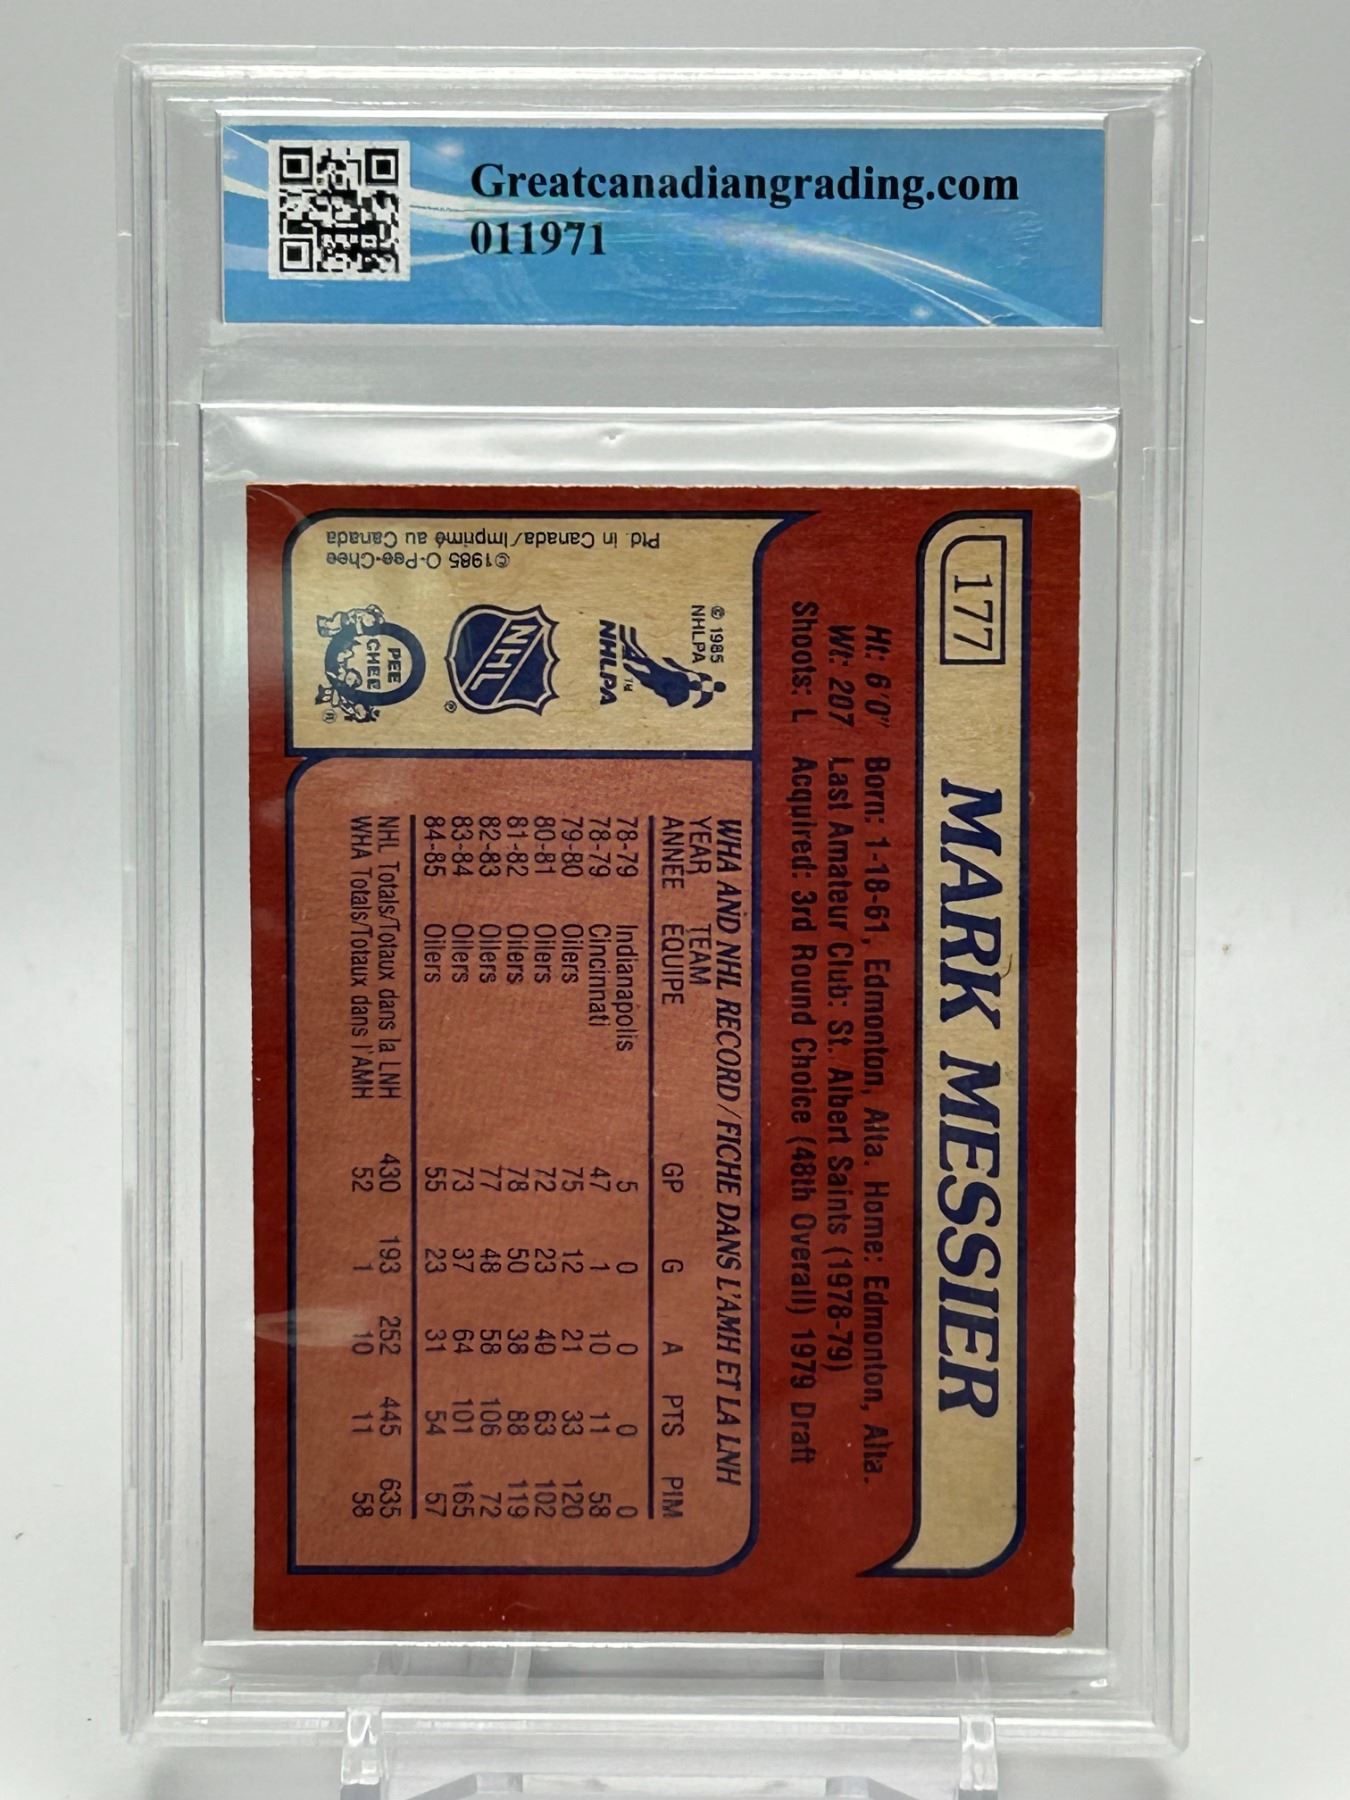 Greatcanadiangrading.com
011971
177
MARK MESSIER
Ht: 6'0" Born: 1-18-61, Edmonton, Alta. Home: Edmonton, Alta.
Wt: 207 Last Amateur Club: St. Albert Saints (1978-79)
Shoots: L Acquired: 3rd Round Choice (48th Overall) 1979 Draft
© 1985
NHLPA
NHLPA™
NHL
®
PEE
CHEE
®
©1985 O-Pee-Chee
Ptd. in Canada/Imprimé au Canada
WHA AND NHL RECORD/FICHE DANS L'AMH ET LA LNH
YEAR TEAM
ANNEE EQUIPE GP G A PTS PIM
78-79 Indianapolis 5 0 0 0 0
78-79 Cincinnati 47 1 10 11 58
79-80 Oilers 75 12 21 33 120
80-81 Oilers 72 23 40 63 102
81-82 Oilers 78 50 38 88 119
82-83 Oilers 77 48 58 106 72
83-84 Oilers 73 37 64 101 165
84-85 Oilers 55 23 31 54 57
NHL Totals/Totaux dans la LNH 430 193 252 445 635
WHA Totals/Totaux dans l'AMH 52 1 10 11 58